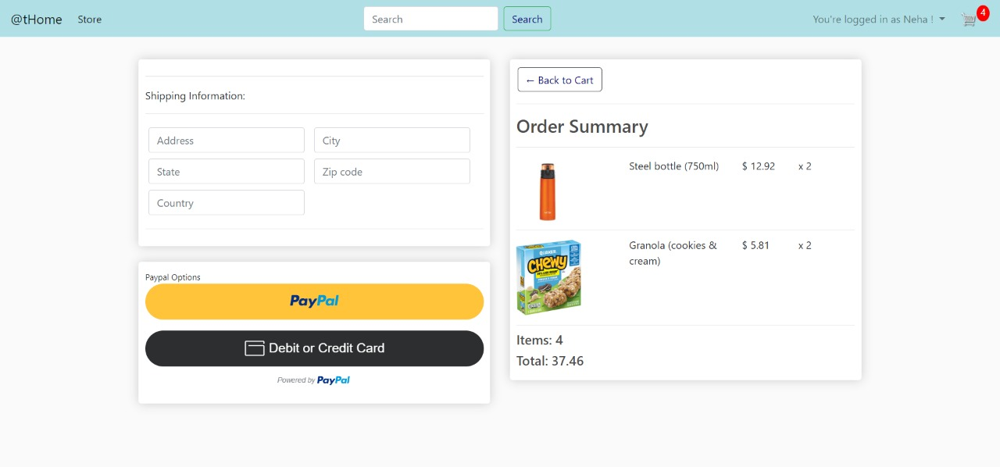 @tHome
Store
Search
Search
You're logged in as Neha !
4
Shipping Information:
Address
City
State
Zip code
Country
Paypal Options
PayPal
Debit or Credit Card
Powered by PayPal
← Back to Cart
Order Summary
Steel bottle (750ml)
$ 12.92
x 2
QUAKER
CHEWY
Granola (cookies &
cream)
$ 5.81
x 2
Items: 4
Total: 37.46